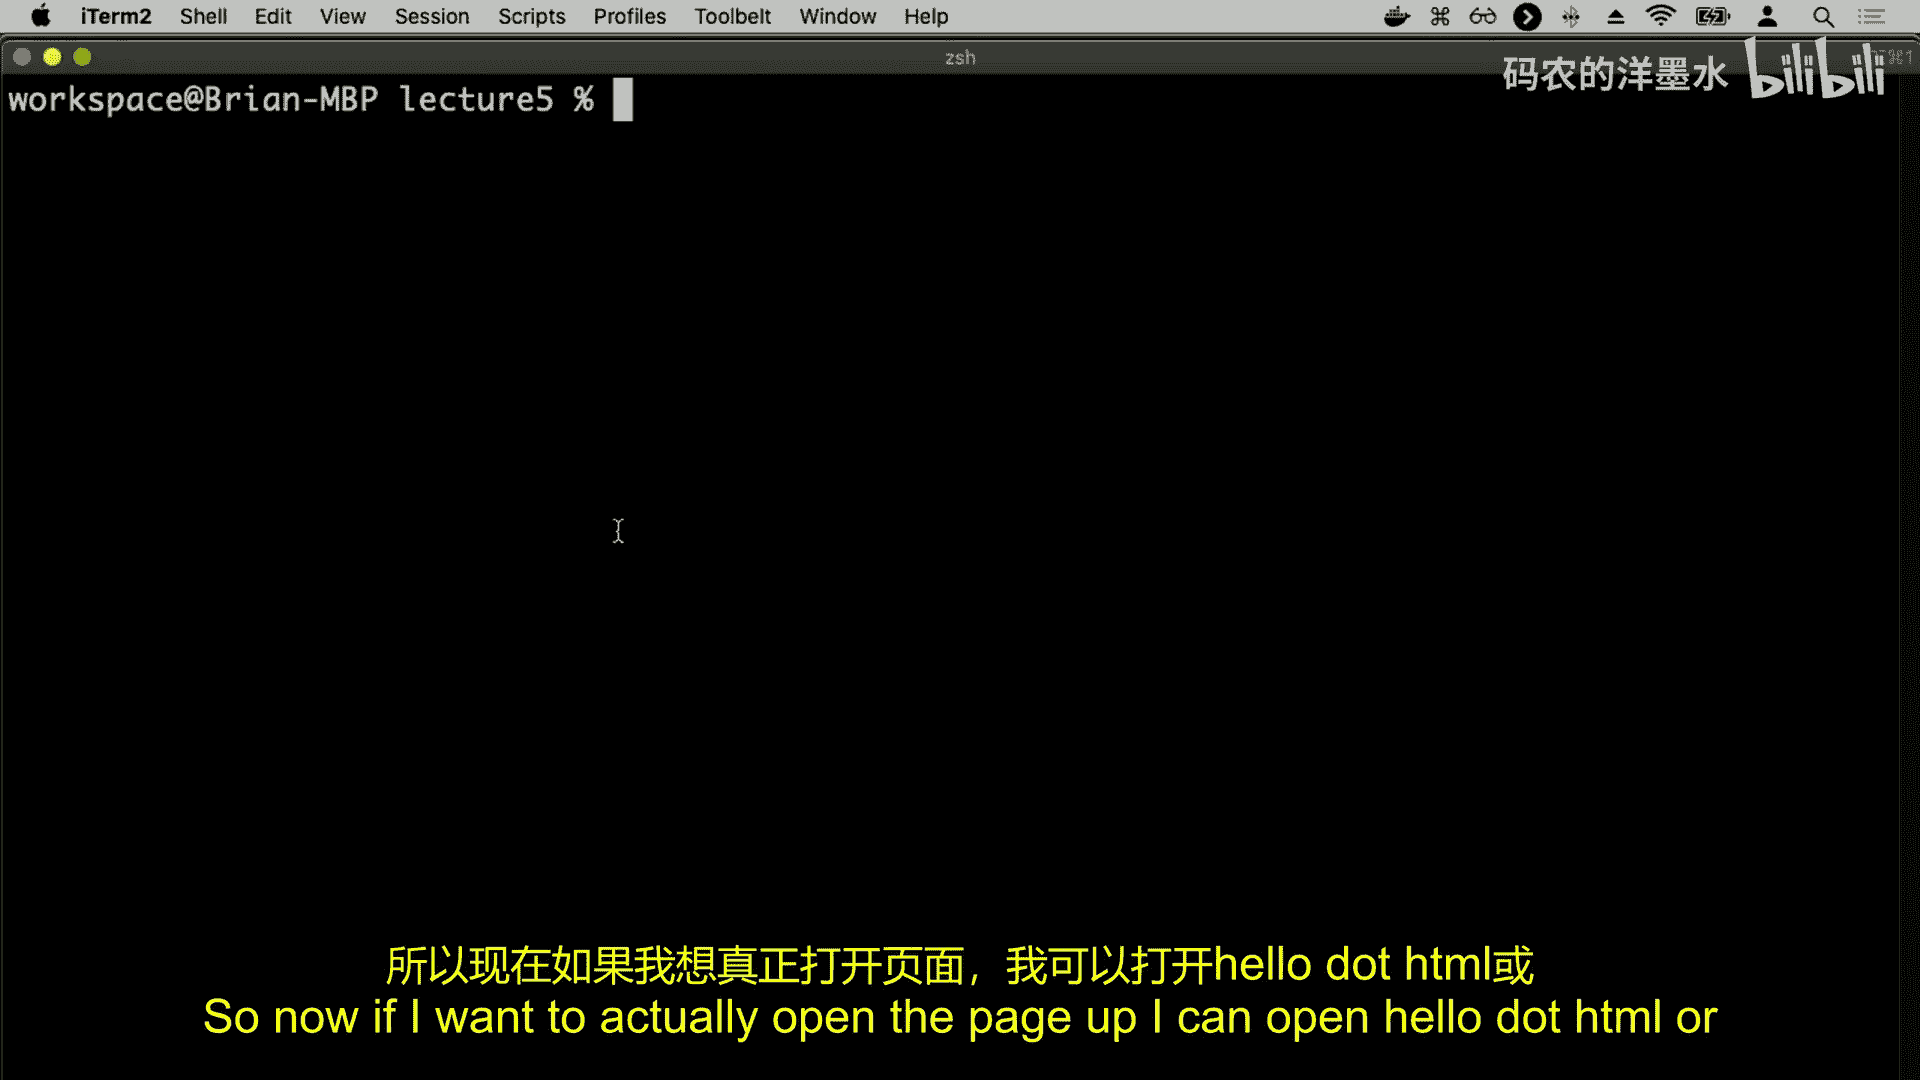 iTerm2 Shell Edit View Session Scripts Profiles Toolbelt Window Help
zsh
码农的洋墨水 bilibili
workspace@Brian-MBP lecture5 %
所以现在如果我想真正打开页面，我可以打开hello dot html或
So now if I want to actually open the page up I can open hello dot html or